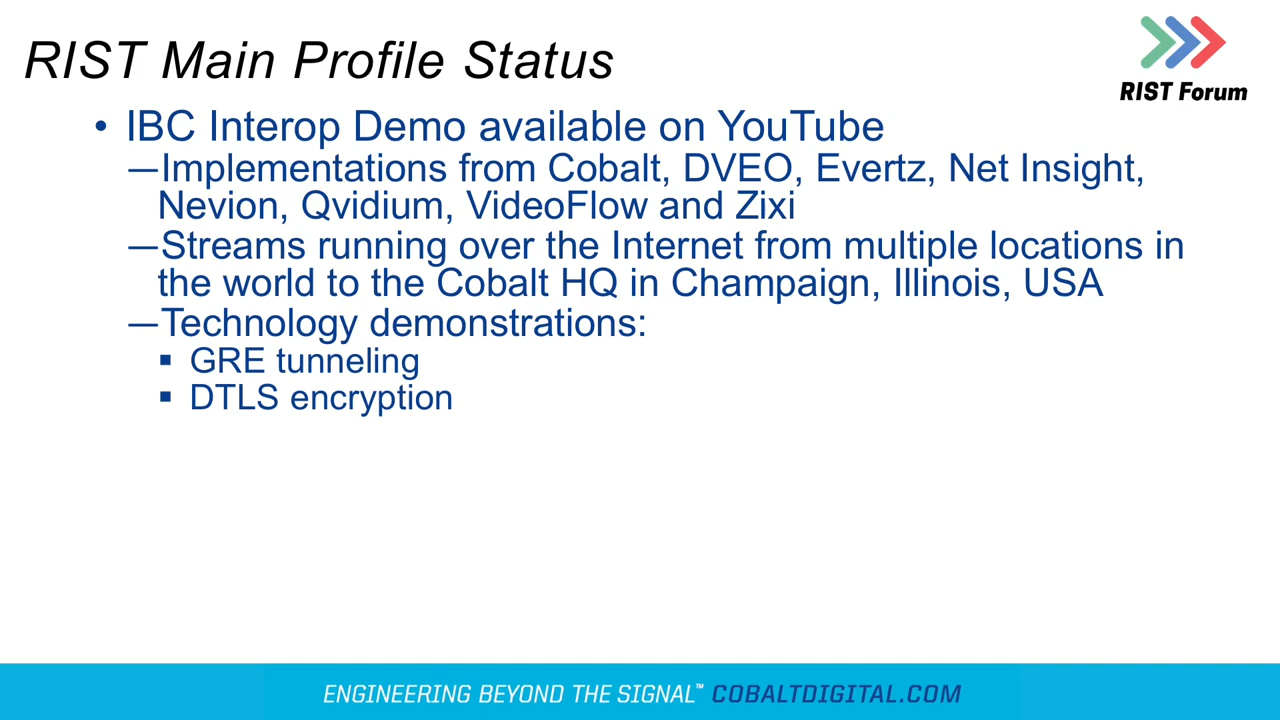 RIST Main Profile Status
RIST Forum
• IBC Interop Demo available on YouTube
—Implementations from Cobalt, DVEO, Evertz, Net Insight,
Nevion, Qvidium, VideoFlow and Zixi
—Streams running over the Internet from multiple locations in
the world to the Cobalt HQ in Champaign, Illinois, USA
—Technology demonstrations:
▪ GRE tunneling
▪ DTLS encryption
ENGINEERING BEYOND THE SIGNAL™ COBALTDIGITAL.COM